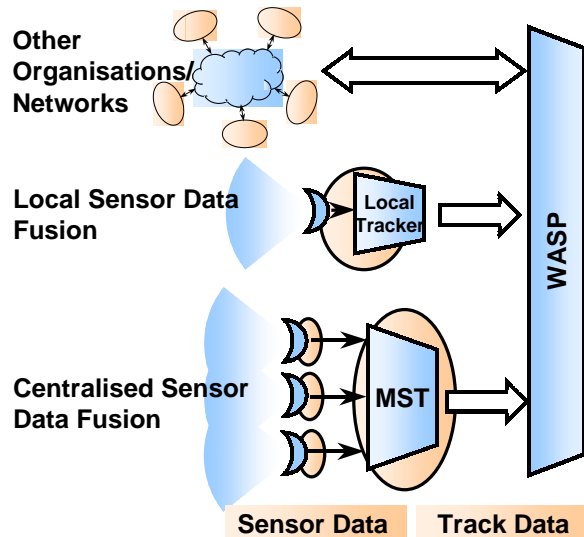 Other
Organisations/
Networks
Local Sensor Data
Fusion
Local
Tracker
WASP
Centralised Sensor
Data Fusion
MST
Sensor Data
Track Data